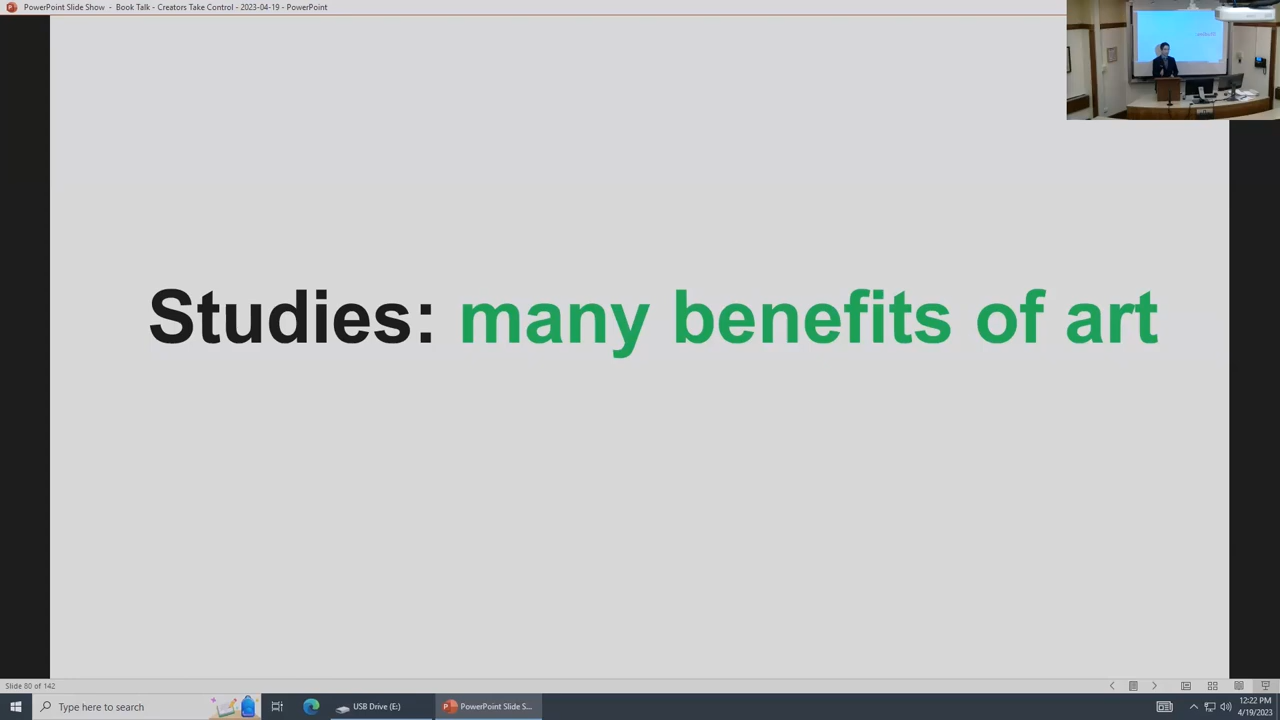 PowerPoint Slide Show - Book Talk - Creators Take Control - 2023-04-19 - PowerPoint
Studies: many benefits of art
Slide 80 of 142
Type here to search
USB Drive (E:)
PowerPoint Slide S...
12:22 PM
4/19/2023